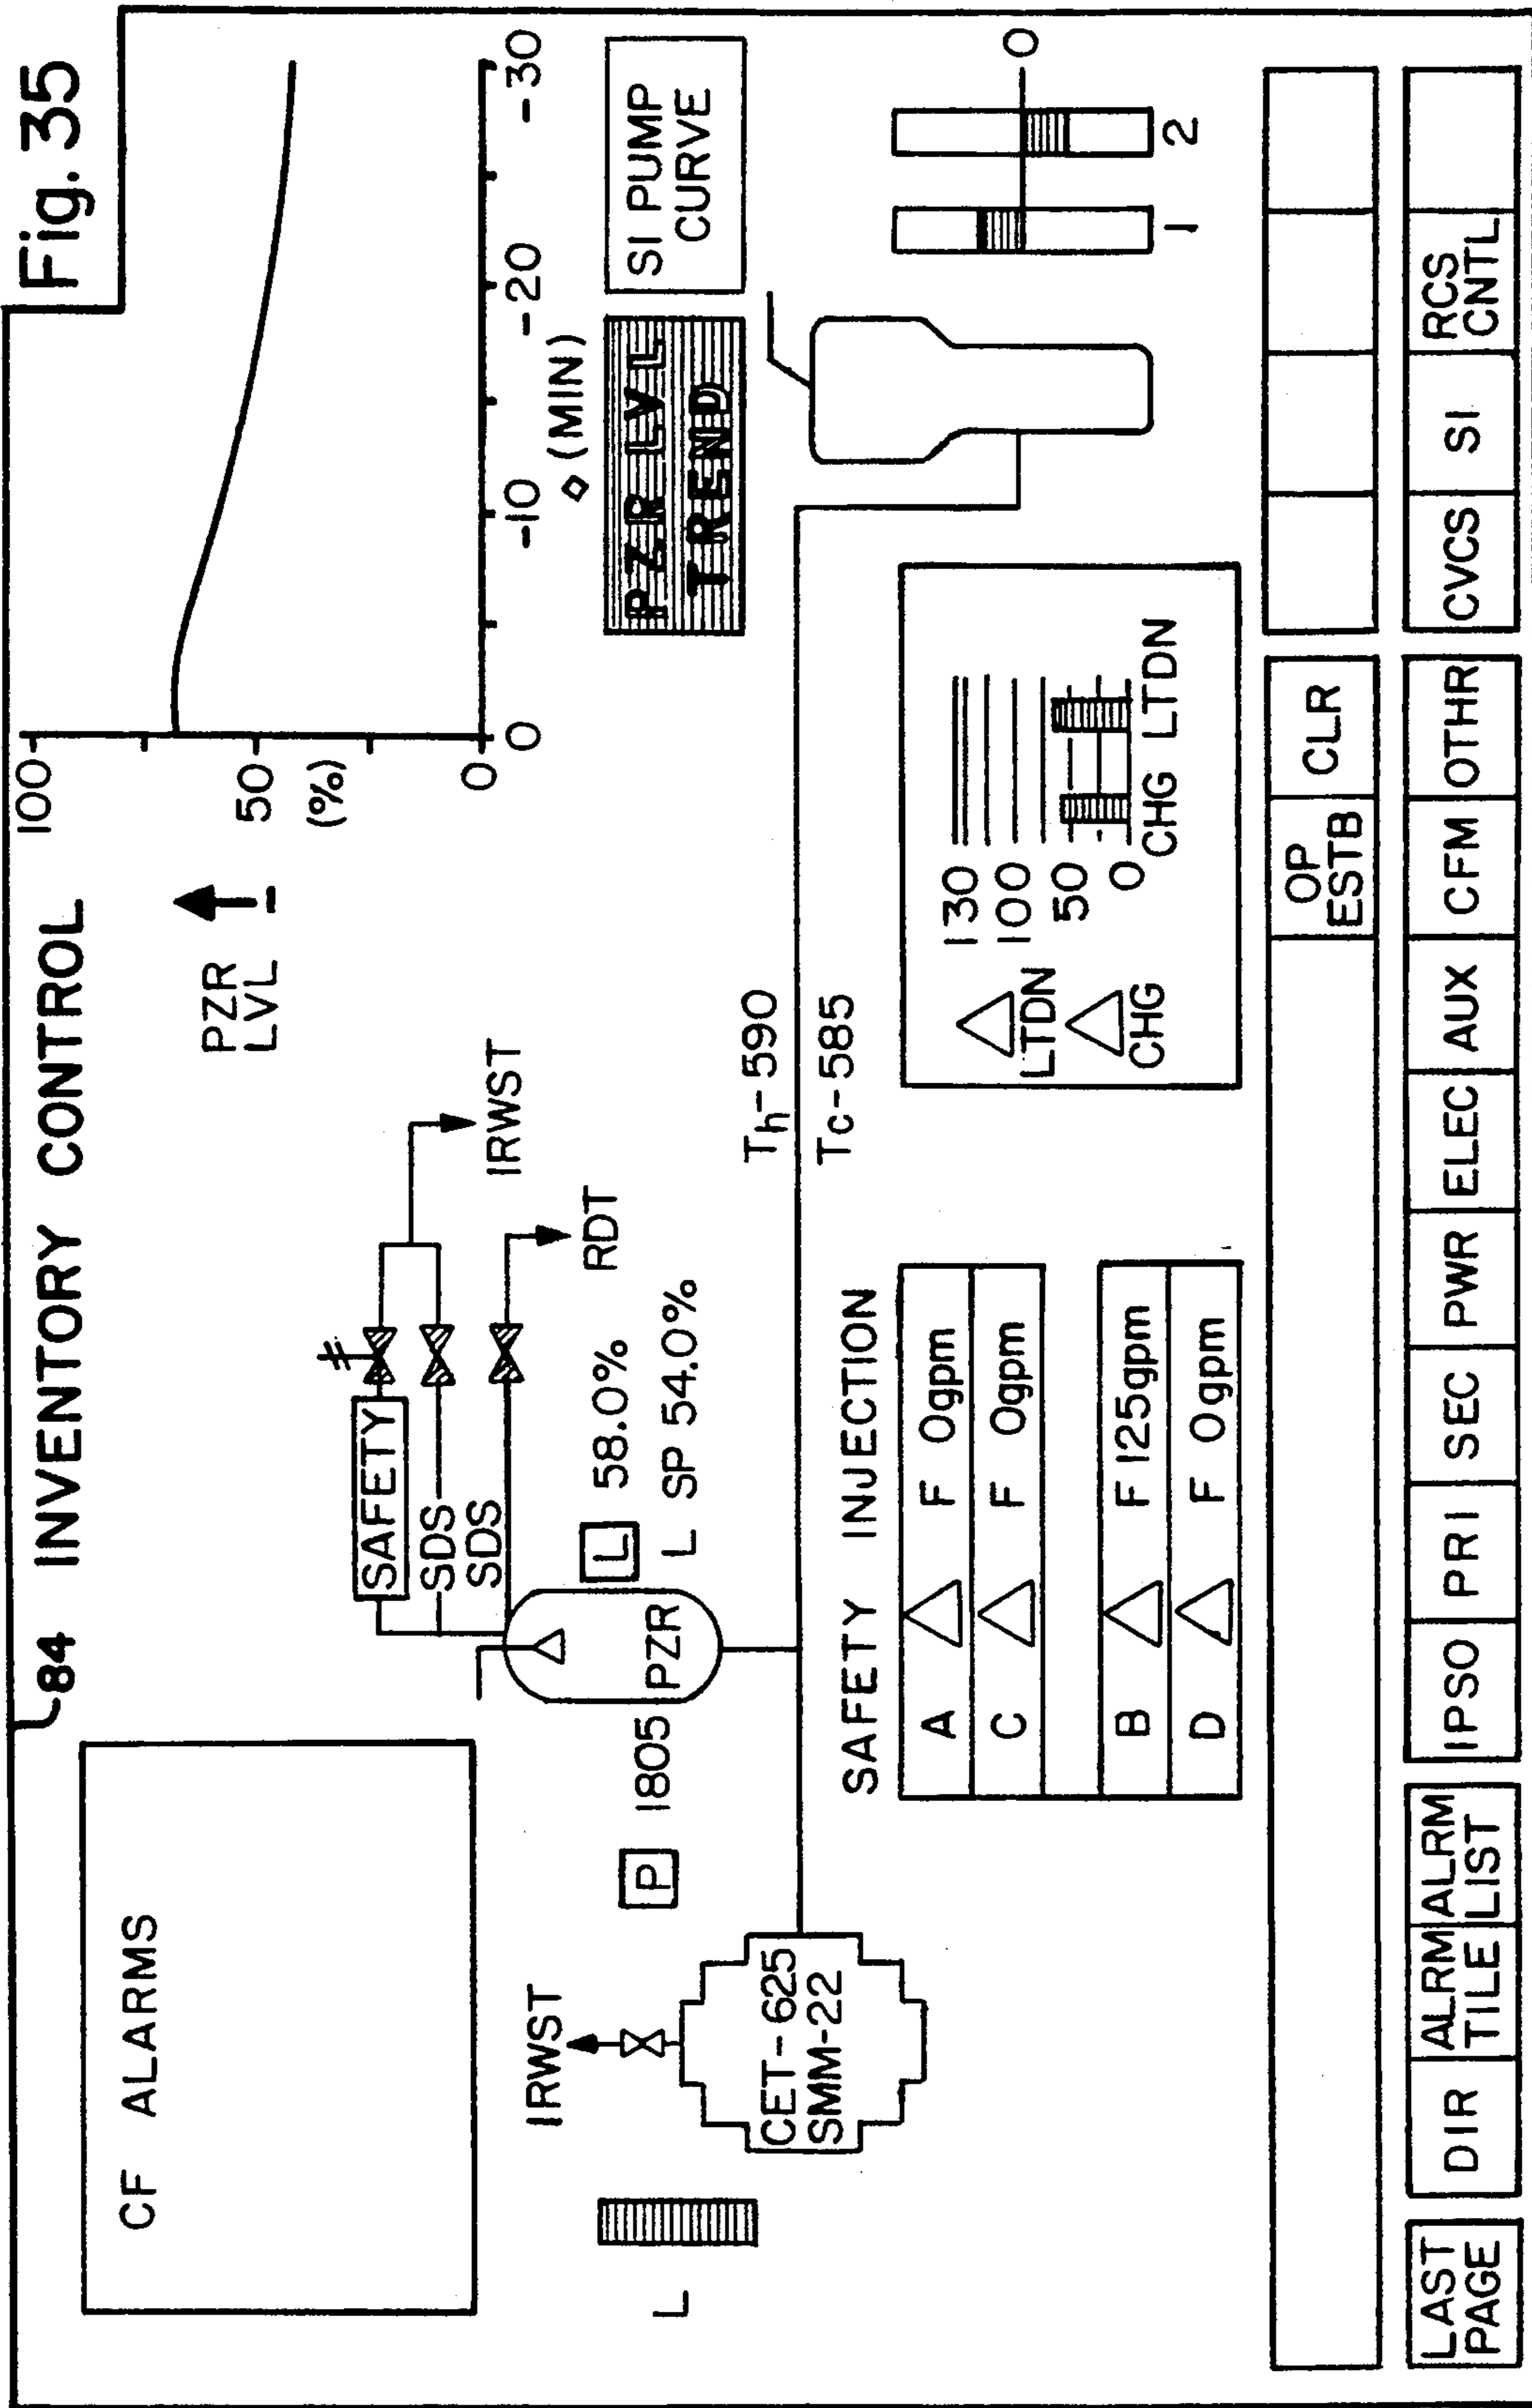 Fig. 35
84 INVENTORY CONTROL
CF ALARMS
PZR
LVL
100
50
(%)
0
0 -10 -20 -30
(MIN)
PZR LVL
TREND
SI PUMP
CURVE
SAFETY
SDS
SDS
IRWST
RDT
IRWST
L
P 1805
PZR
L 58.0%
L SP 54.0%
CET-625
SMM-22
Th-590
Tc-585
SAFETY INJECTION
A F 0gpm
C F 0gpm
B F 125gpm
D F 0gpm
LTDN
CHG
130
100
50
0
CHG LTDN
0
1 2
OP
ESTB
CLR
LAST
PAGE
DIR
ALRM
TILE
ALRM
LIST
IPSO PRI SEC PWR ELEC AUX CFM OTHR
CVCS SI
RCS
CNTL